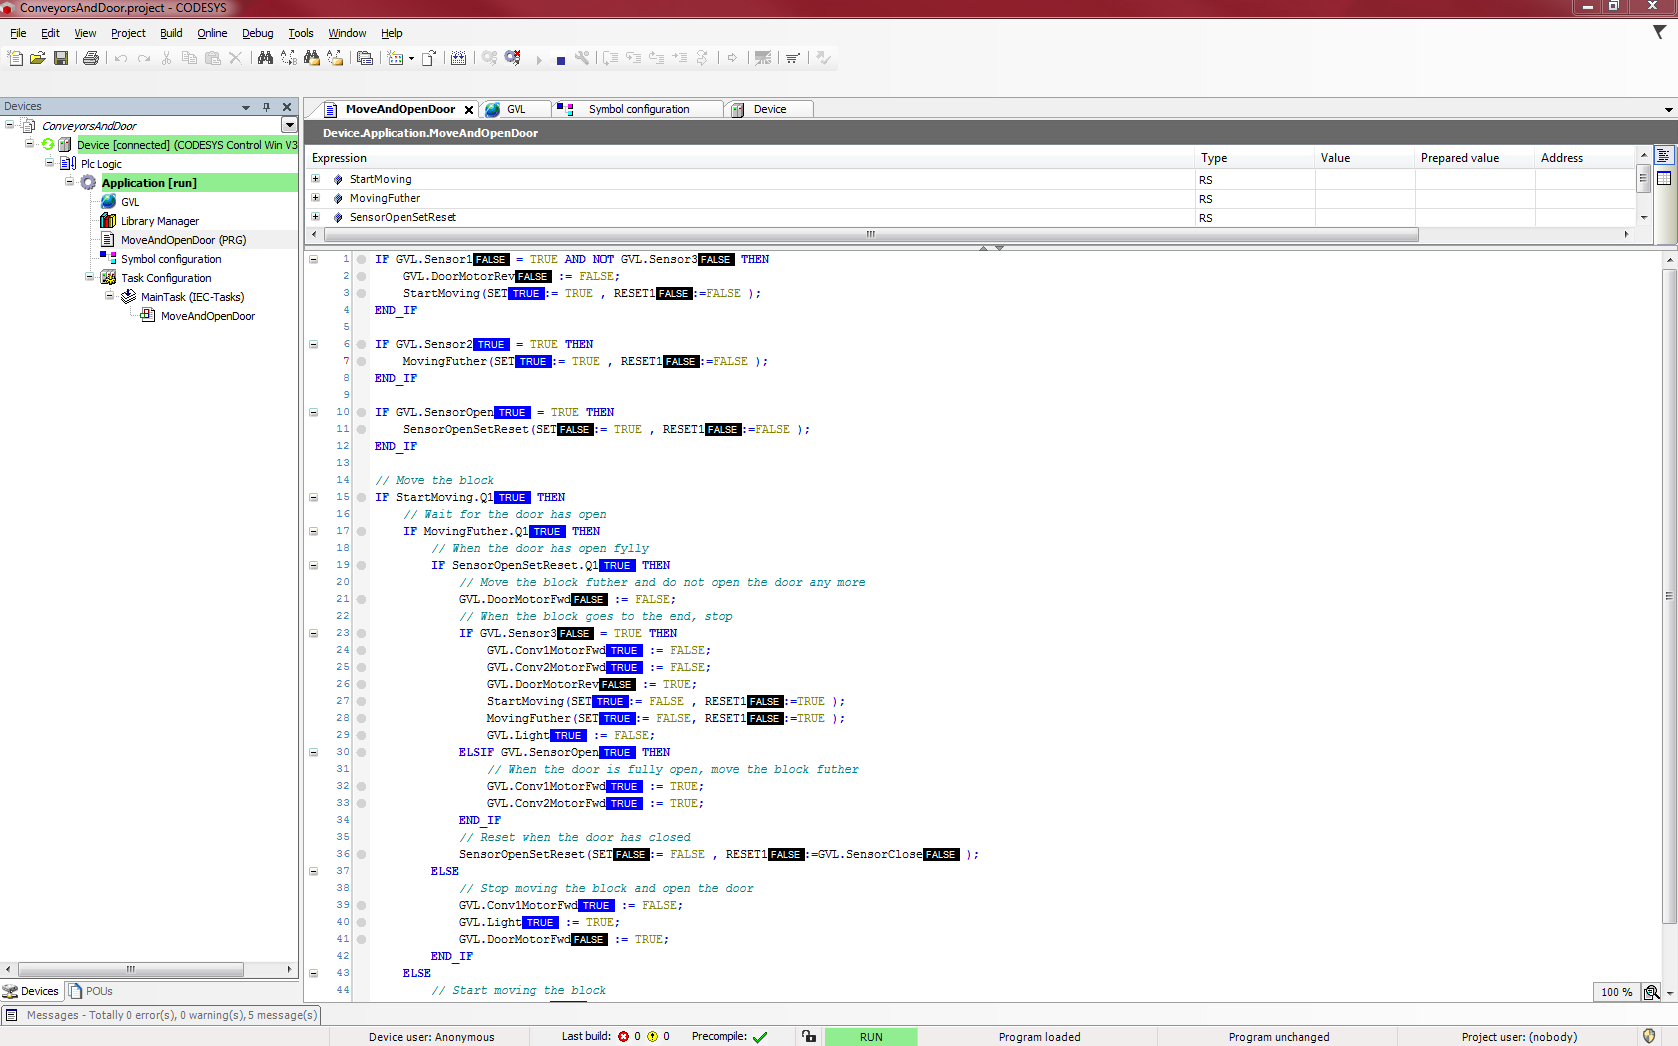 ConveyorsAndDoor.project - CODESYS
File Edit View Project Build Online Debug Tools Window Help
Devices
ConveyorsAndDoor
Device [connected] (CODESYS Control Win V3
Plc Logic
Application [run]
GVL
Library Manager
MoveAndOpenDoor (PRG)
Symbol configuration
Task Configuration
MainTask (IEC-Tasks)
MoveAndOpenDoor
MoveAndOpenDoor GVL Symbol configuration Device
Device.Application.MoveAndOpenDoor
Expression Type Value Prepared value Address
StartMoving RS
MovingFuther RS
SensorOpenSetReset RS
1 IF GVL.Sensor1 FALSE = TRUE AND NOT GVL.Sensor3 FALSE THEN
2 GVL.DoorMotorRev FALSE := FALSE;
3 StartMoving(SET TRUE := TRUE , RESET1 FALSE :=FALSE );
4 END_IF
5
6 IF GVL.Sensor2 TRUE = TRUE THEN
7 MovingFuther(SET TRUE := TRUE , RESET1 FALSE :=FALSE );
8 END_IF
9
10 IF GVL.SensorOpen TRUE = TRUE THEN
11 SensorOpenSetReset(SET FALSE := TRUE , RESET1 FALSE :=FALSE );
12 END_IF
13
14 // Move the block
15 IF StartMoving.Q1 TRUE THEN
16 // Wait for the door has open
17 IF MovingFuther.Q1 TRUE THEN
18 // When the door has open fylly
19 IF SensorOpenSetReset.Q1 TRUE THEN
20 // Move the block futher and do not open the door any more
21 GVL.DoorMotorFwd FALSE := FALSE;
22 // When the block goes to the end, stop
23 IF GVL.Sensor3 FALSE = TRUE THEN
24 GVL.Conv1MotorFwd TRUE := FALSE;
25 GVL.Conv2MotorFwd TRUE := FALSE;
26 GVL.DoorMotorRev FALSE := TRUE;
27 StartMoving(SET TRUE := FALSE , RESET1 FALSE :=TRUE );
28 MovingFuther(SET TRUE := FALSE, RESET1 FALSE :=TRUE );
29 GVL.Light TRUE := FALSE;
30 ELSIF GVL.SensorOpen TRUE THEN
31 // When the door is fully open, move the block futher
32 GVL.Conv1MotorFwd TRUE := TRUE;
33 GVL.Conv2MotorFwd TRUE := TRUE;
34 END_IF
35 // Reset when the door has closed
36 SensorOpenSetReset(SET FALSE := FALSE , RESET1 FALSE :=GVL.SensorClose FALSE );
37 ELSE
38 // Stop moving the block and open the door
39 GVL.Conv1MotorFwd TRUE := FALSE;
40 GVL.Light TRUE := TRUE;
41 GVL.DoorMotorFwd FALSE := TRUE;
42 END_IF
43 ELSE
44 // Start moving the block
100 %
Devices POUs
Messages - Totally 0 error(s), 0 warning(s), 5 message(s)
Device user: Anonymous Last build: 0 0 Precompile: RUN Program loaded Program unchanged Project user: (nobody)